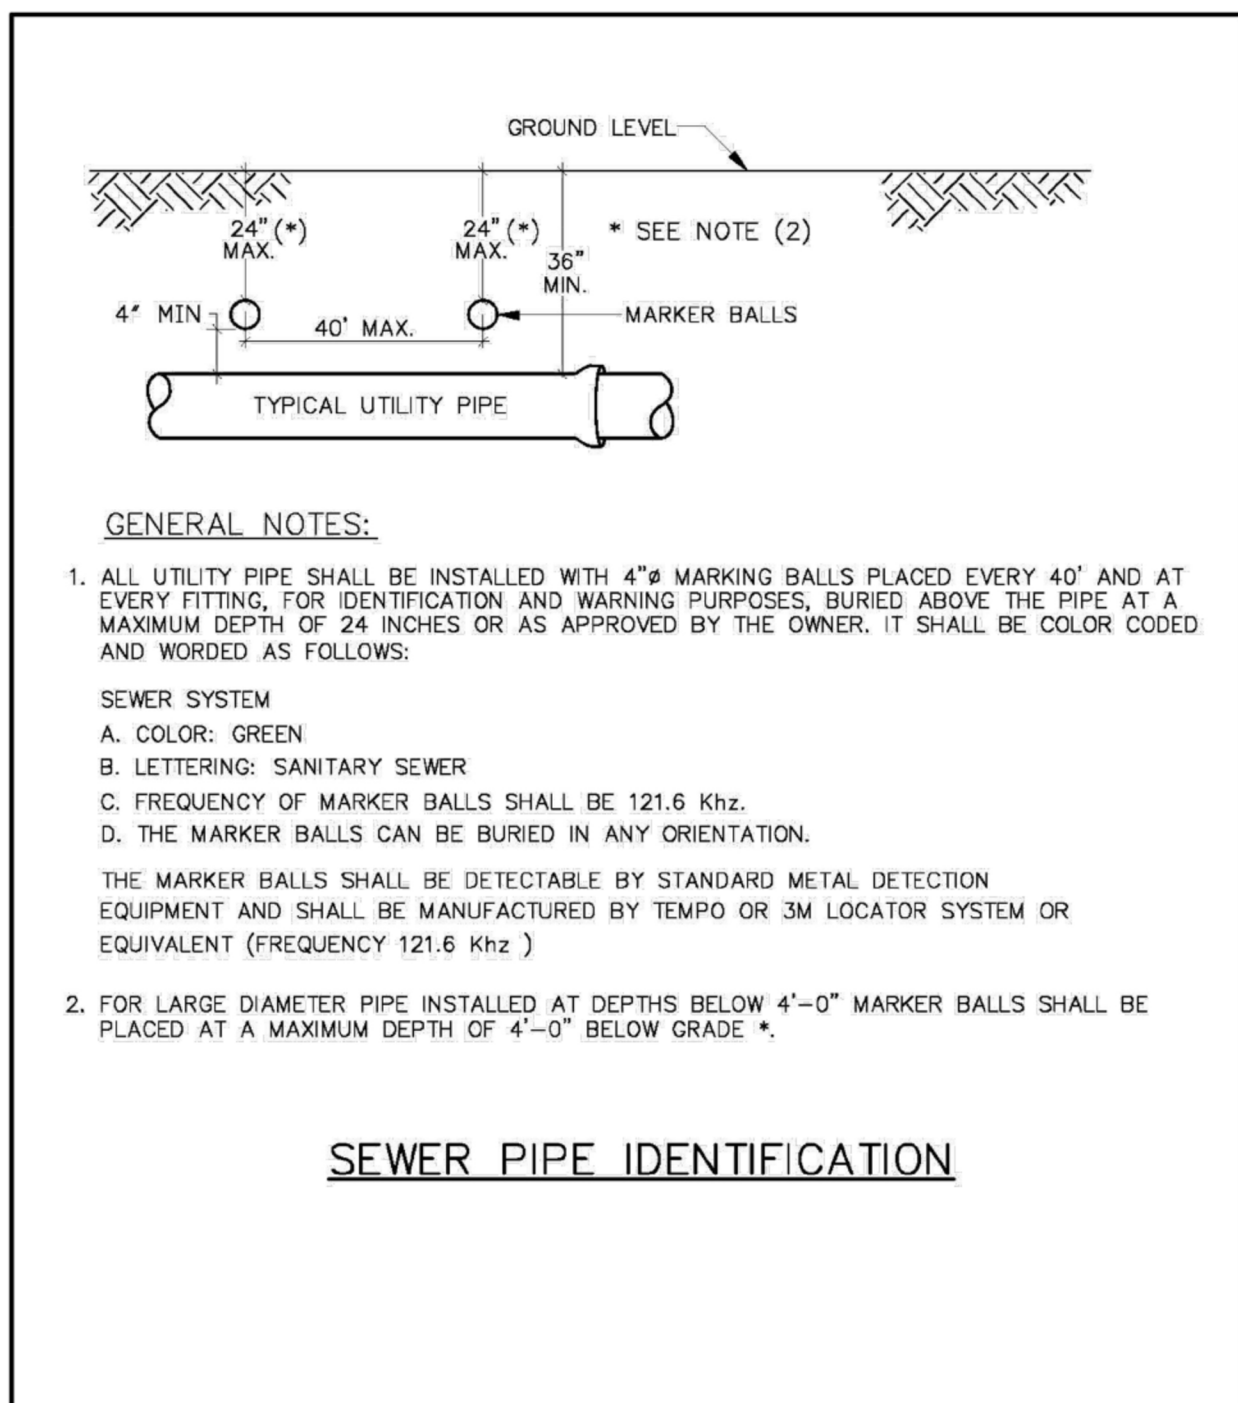 GROUND LEVEL
24" (*)
MAX.
24" (*)
MAX.
* SEE NOTE (2)
36"
MIN.
4" MIN
40' MAX.
MARKER BALLS
TYPICAL UTILITY PIPE
GENERAL NOTES:
1. ALL UTILITY PIPE SHALL BE INSTALLED WITH 4"ø MARKING BALLS PLACED EVERY 40' AND AT
EVERY FITTING, FOR IDENTIFICATION AND WARNING PURPOSES, BURIED ABOVE THE PIPE AT A
MAXIMUM DEPTH OF 24 INCHES OR AS APPROVED BY THE OWNER. IT SHALL BE COLOR CODED
AND WORDED AS FOLLOWS:
SEWER SYSTEM
A. COLOR: GREEN
B. LETTERING: SANITARY SEWER
C. FREQUENCY OF MARKER BALLS SHALL BE 121.6 Khz.
D. THE MARKER BALLS CAN BE BURIED IN ANY ORIENTATION.
THE MARKER BALLS SHALL BE DETECTABLE BY STANDARD METAL DETECTION
EQUIPMENT AND SHALL BE MANUFACTURED BY TEMPO OR 3M LOCATOR SYSTEM OR
EQUIVALENT (FREQUENCY 121.6 Khz )
2. FOR LARGE DIAMETER PIPE INSTALLED AT DEPTHS BELOW 4'-0" MARKER BALLS SHALL BE
PLACED AT A MAXIMUM DEPTH OF 4'-0" BELOW GRADE *.
SEWER PIPE IDENTIFICATION